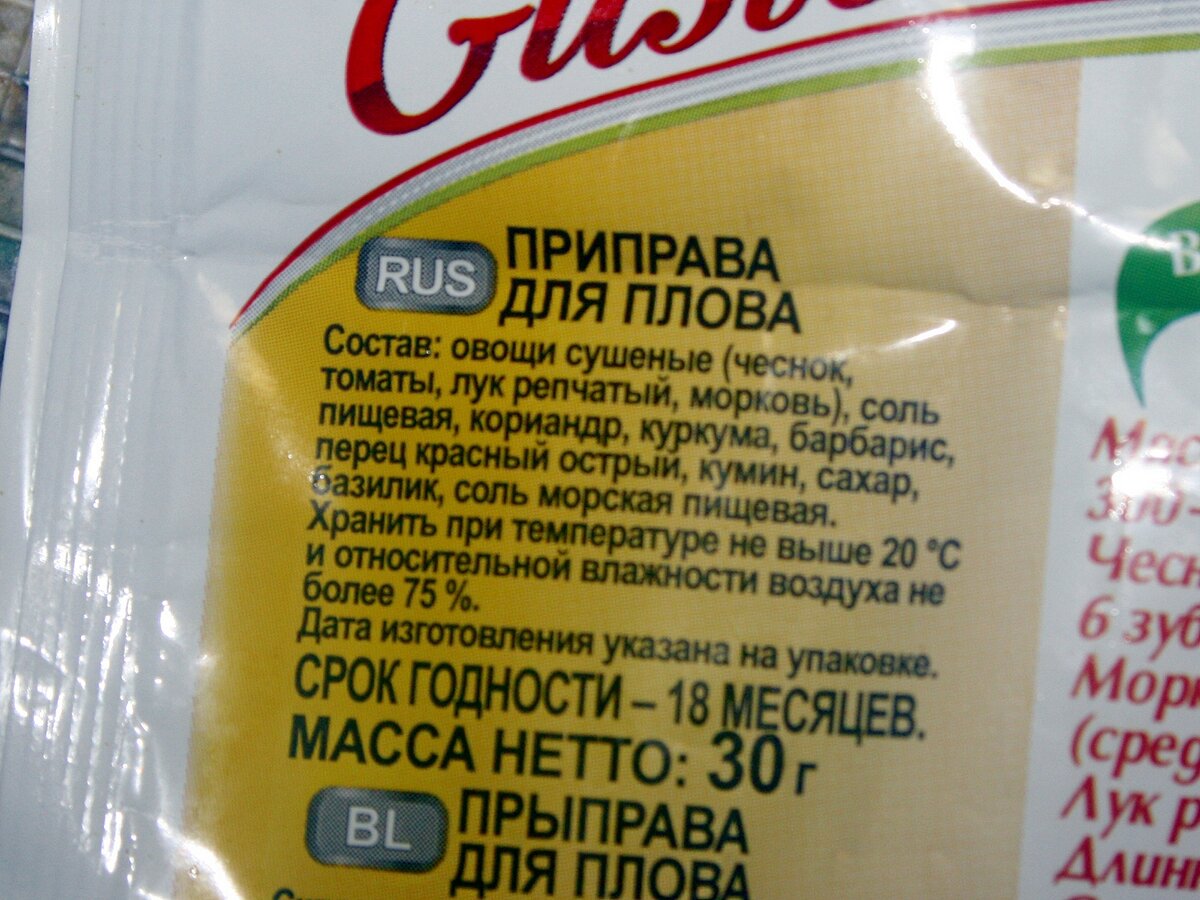 RUS
ПРИПРАВА
ДЛЯ ПЛОВА
Состав: овощи сушеные (чеснок,
томаты, лук репчатый, морковь), соль
пищевая, кориандр, куркума, барбарис,
перец красный острый, кумин, сахар,
базилик, соль морская пищевая.
Хранить при температуре не выше 20 °C
и относительной влажности воздуха не
более 75 %.
Дата изготовления указана на упаковке.
СРОК ГОДНОСТИ – 18 МЕСЯЦЕВ.
МАССА НЕТТО: 30 г
BL
ПРЫПРАВА
ДЛЯ ПЛОВА
6
Лук